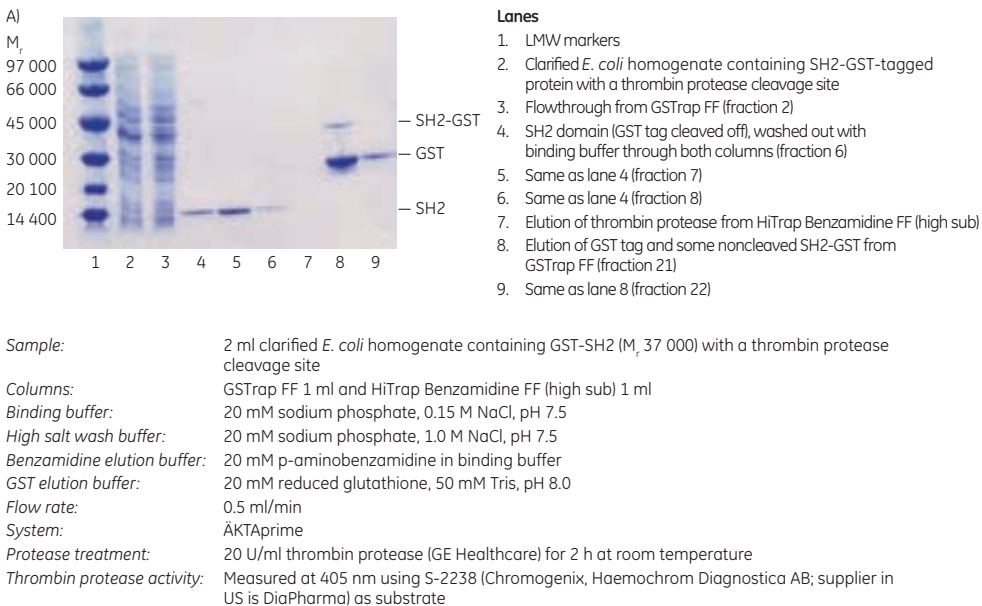 A)
M r
97 000
66 000
45 000
30 000
20 100
14 400
SH2-GST
GST
SH2
1 2 3 4 5 6 7 8 9
Lanes
1. LMW markers
2. Clarified E. coli homogenate containing SH2-GST-tagged
protein with a thrombin protease cleavage site
3. Flowthrough from GSTrap FF (fraction 2)
4. SH2 domain (GST tag cleaved off), washed out with
binding buffer through both columns (fraction 6)
5. Same as lane 4 (fraction 7)
6. Same as lane 4 (fraction 8)
7. Elution of thrombin protease from HiTrap Benzamidine FF (high sub)
8. Elution of GST tag and some noncleaved SH2-GST from
GSTrap FF (fraction 21)
9. Same as lane 8 (fraction 22)
Sample: 2 ml clarified E. coli homogenate containing GST-SH2 (Mr 37 000) with a thrombin protease
cleavage site
Columns: GSTrap FF 1 ml and HiTrap Benzamidine FF (high sub) 1 ml
Binding buffer: 20 mM sodium phosphate, 0.15 M NaCl, pH 7.5
High salt wash buffer: 20 mM sodium phosphate, 1.0 M NaCl, pH 7.5
Benzamidine elution buffer: 20 mM p-aminobenzamidine in binding buffer
GST elution buffer: 20 mM reduced glutathione, 50 mM Tris, pH 8.0
Flow rate: 0.5 ml/min
System: ÄKTAprime
Protease treatment: 20 U/ml thrombin protease (GE Healthcare) for 2 h at room temperature
Thrombin protease activity: Measured at 405 nm using S-2238 (Chromogenix, Haemochrom Diagnostica AB; supplier in
US is DiaPharma) as substrate